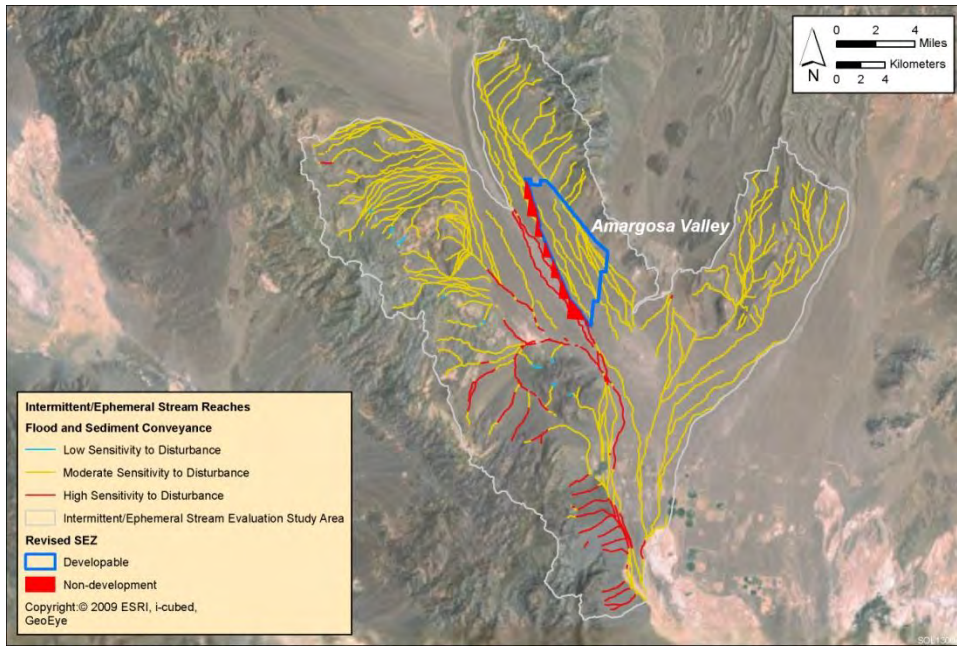 0 2 4
Miles
Kilometers
0 2 4
N
Amargosa Valley
Intermittent/Ephemeral Stream Reaches
Flood and Sediment Conveyance
Low Sensitivity to Disturbance
Moderate Sensitivity to Disturbance
High Sensitivity to Disturbance
Intermittent/Ephemeral Stream Evaluation Study Area
Revised SEZ
Developable
Non-development
Copyright:© 2009 ESRI, i-cubed,
GeoEye